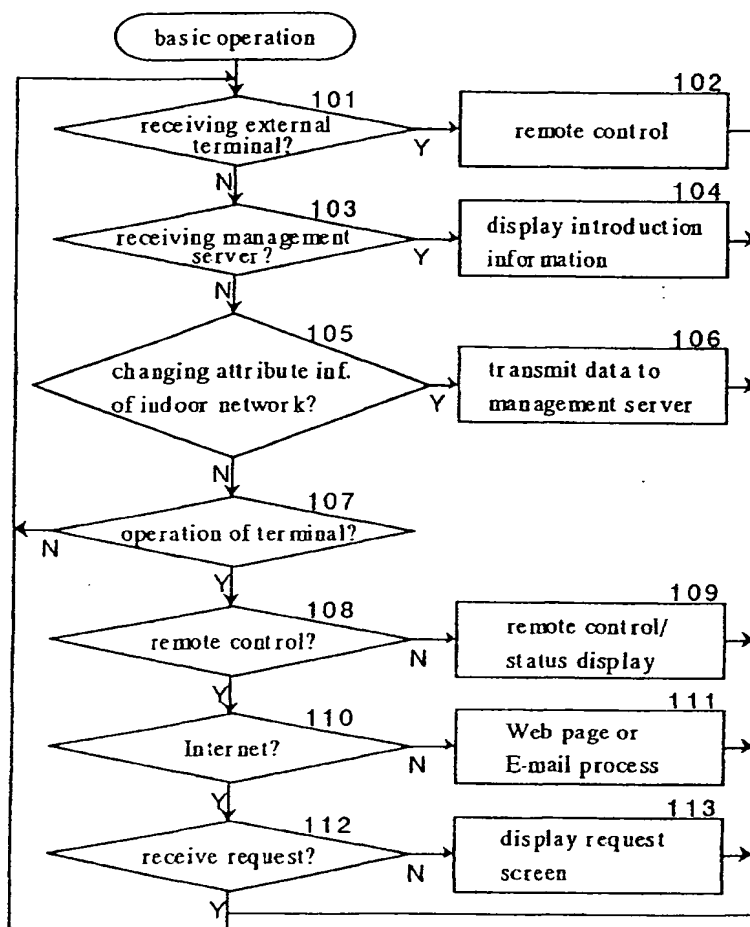 basic operation
101
receiving external
terminal?
Y
102
remote control
N
103
receiving management
server?
Y
104
display introduction
information
N
105
changing attribute inf.
of indoor network?
Y
106
transmit data to
management server
N
107
operation of terminal?
N
Y
108
remote control?
N
109
remote control/
status display
Y
110
Internet?
N
111
Web page or
E-mail process
Y
112
receive request?
N
113
display request
screen
Y